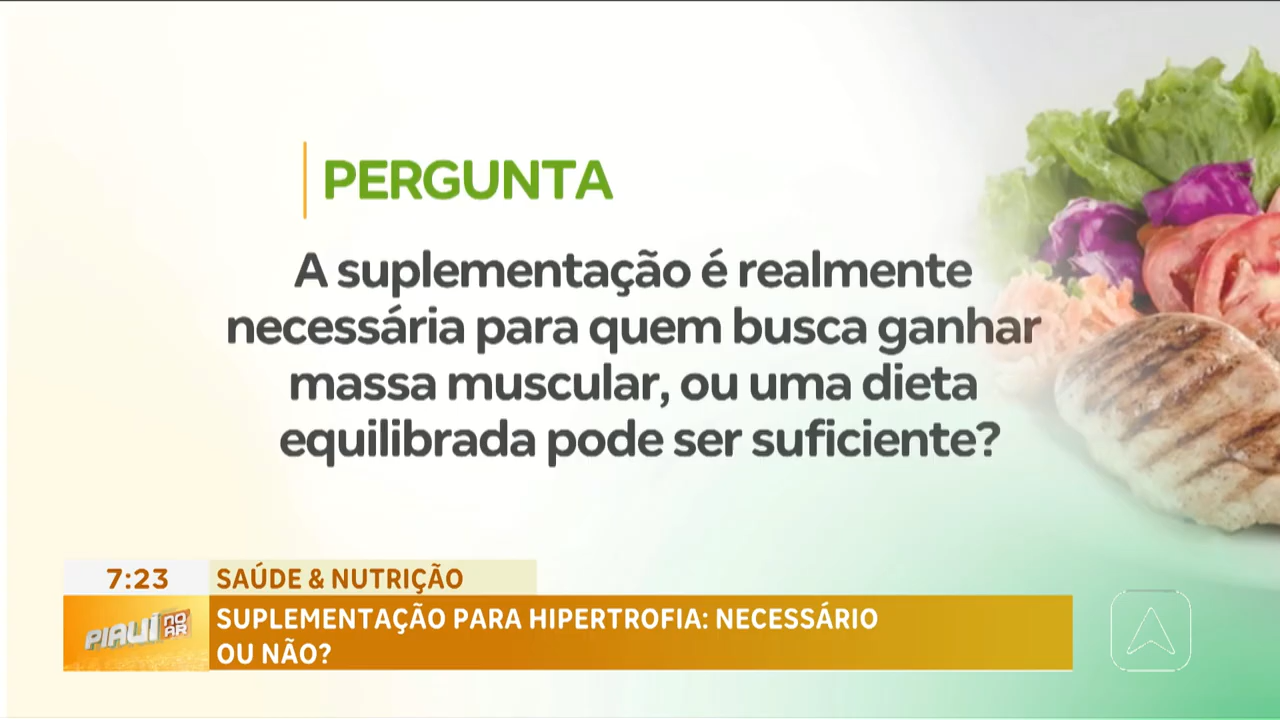 PERGUNTA
A suplementação é realmente
necessária para quem busca ganhar
massa muscular, ou uma dieta
equilibrada pode ser suficiente?
7:23
SAÚDE & NUTRIÇÃO
PIAUÍ NO AR
SUPLEMENTAÇÃO PARA HIPERTROFIA: NECESSÁRIO
OU NÃO?